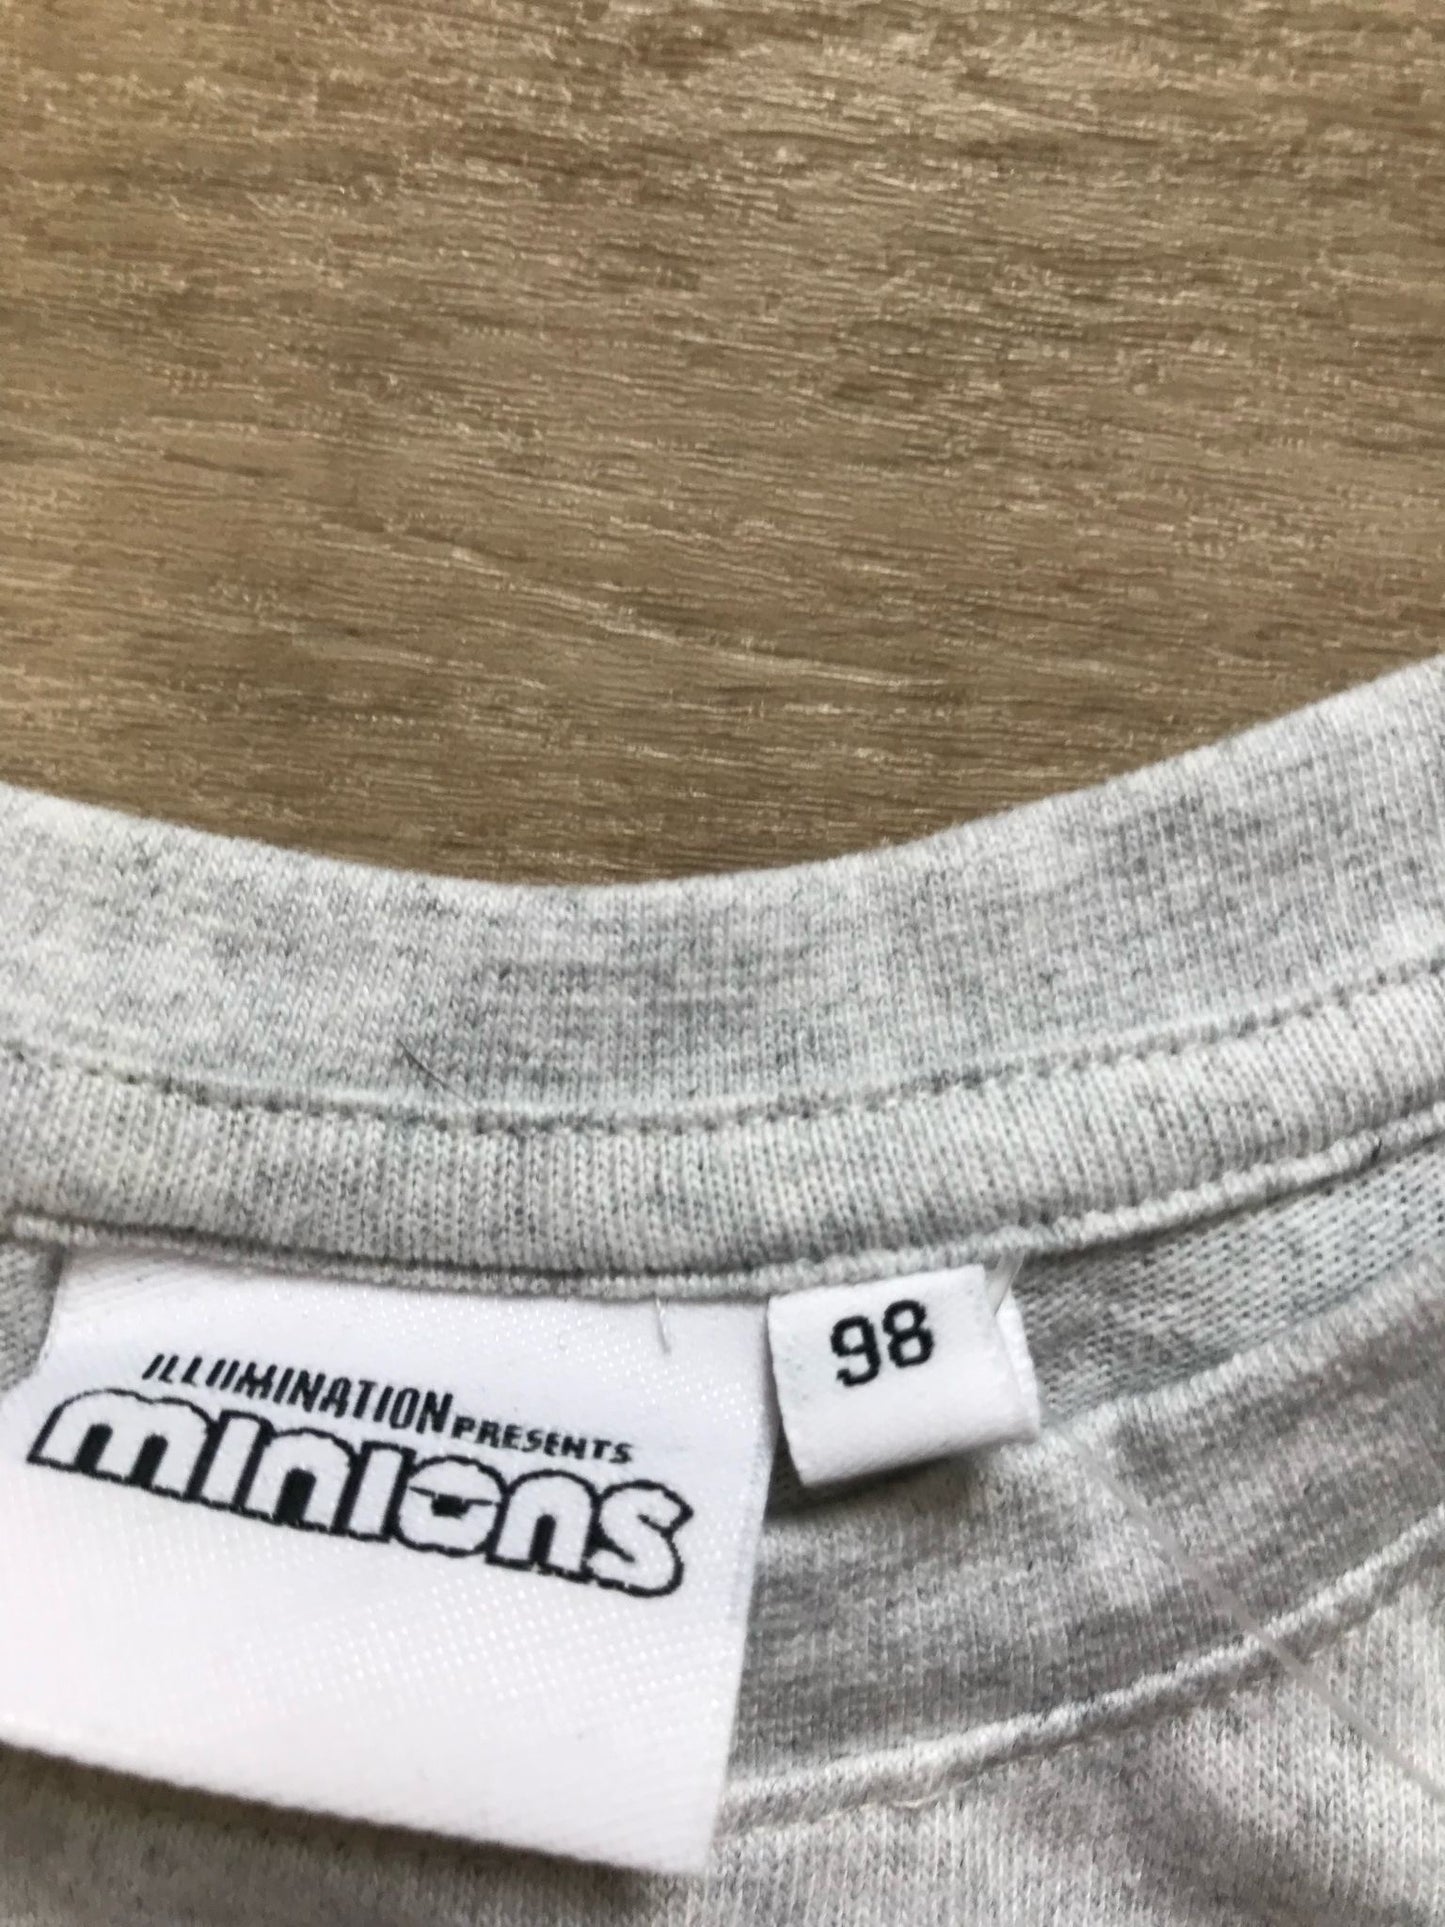 ILLUMINATION PRESENTS
minions
98